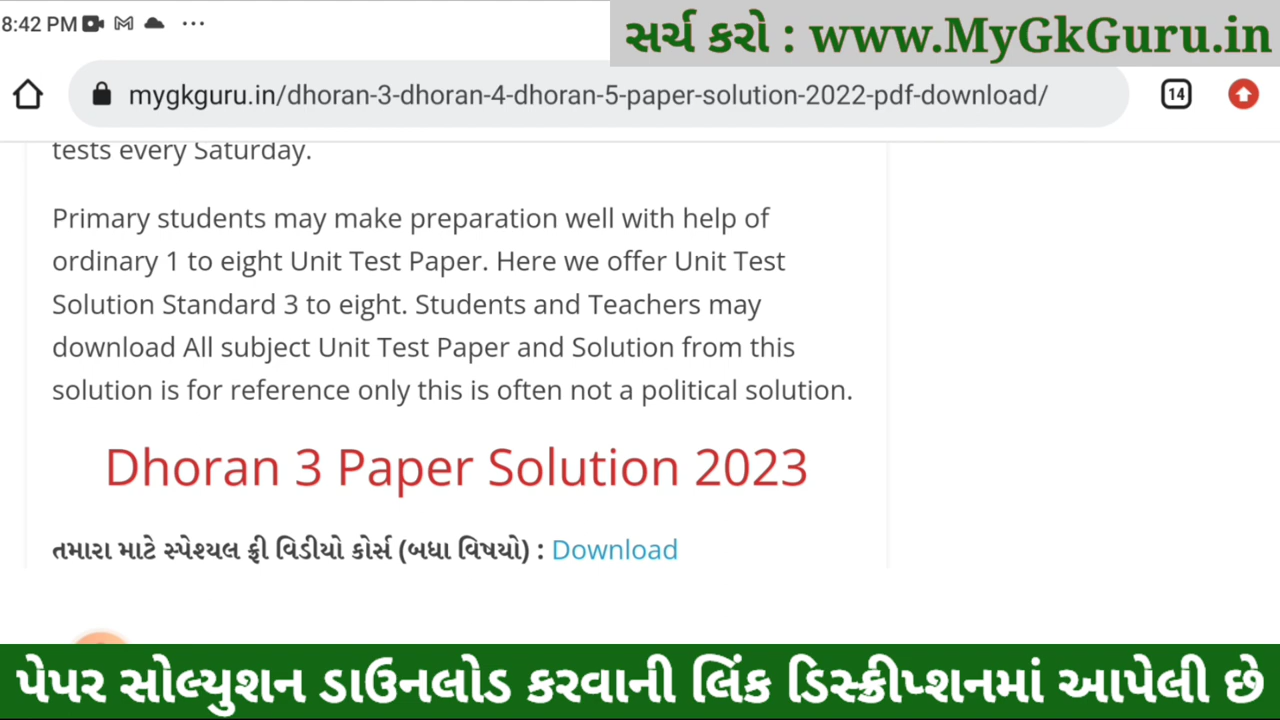 8:42 PM
સર્ચ કરો : www.MyGkGuru.in
mygkguru.in/dhoran-3-dhoran-4-dhoran-5-paper-solution-2022-pdf-download/
14
tests every Saturday.
Primary students may make preparation well with help of
ordinary 1 to eight Unit Test Paper. Here we offer Unit Test
Solution Standard 3 to eight. Students and Teachers may
download All subject Unit Test Paper and Solution from this
solution is for reference only this is often not a political solution.
Dhoran 3 Paper Solution 2023
તમારા માટે સ્પેશ્યલ ફ્રી વિડીયો કોર્સ (બધા વિષયો) : Download
પેપર સોલ્યુશન ડાઉનલોડ કરવાની લિંક ડિસ્ક્રીપ્શનમાં આપેલી છે